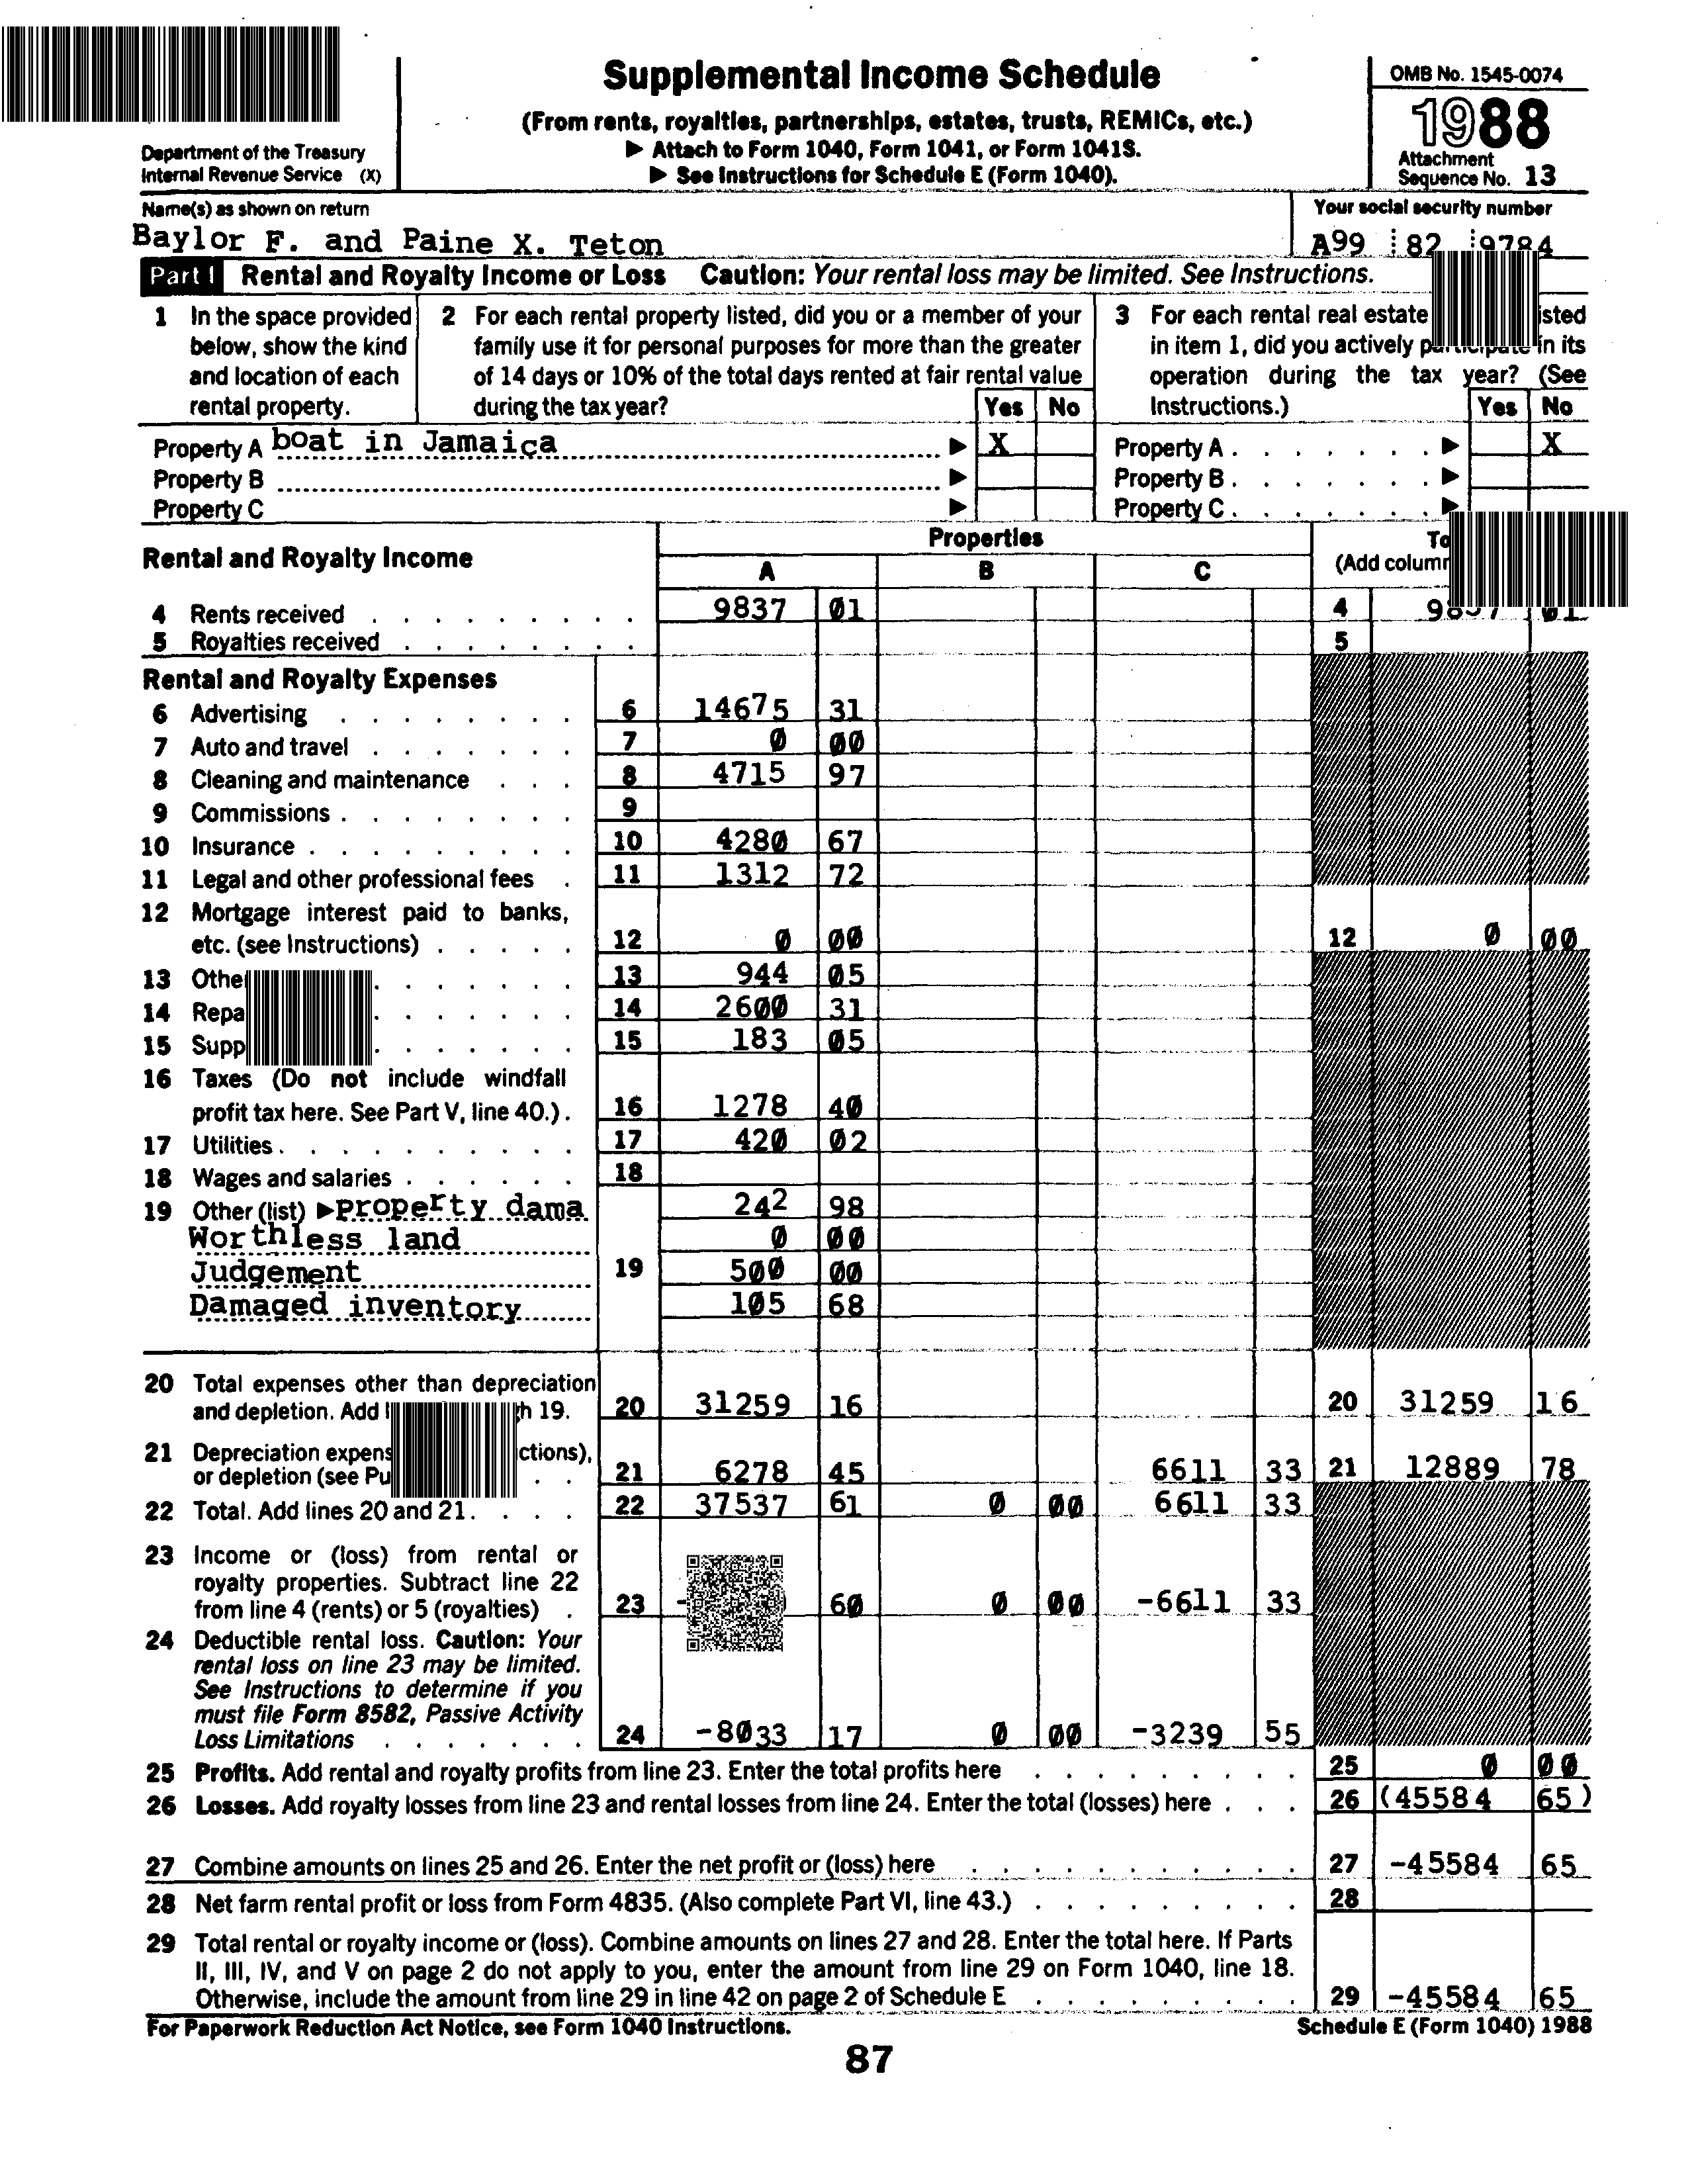 Supplemental Income Schedule
(From rents, royalties, partnerships, estates, trusts, REMICs, etc.)
▶ Attach to Form 1040, Form 1041, or Form 1041S.
▶ See Instructions for Schedule E (Form 1040).
Department of the Treasury
Internal Revenue Service (X)
OMB No. 1545-0074
1988
Attachment
Sequence No. 13
Name(s) as shown on return
Baylor F. and Paine X. Teton
Your social security number
A99 82 9784
Part I Rental and Royalty Income or Loss Caution: Your rental loss may be limited. See Instructions.
1 In the space provided
below, show the kind
and location of each
rental property.
2 For each rental property listed, did you or a member of your
family use it for personal purposes for more than the greater
of 14 days or 10% of the total days rented at fair rental value
during the tax year? Yes No
3 For each rental real estate isted
in item 1, did you actively participate in its
operation during the tax year? (See
Instructions.) Yes No
Property A boat in Jamaica ▶ X
Property B ▶
Property C ▶
Property A ▶ X
Property B ▶
Property C ▶
Rental and Royalty Income
Properties
A B C
(Add column
4 Rents received 9837 01 4 01
5 Royalties received 5
Rental and Royalty Expenses
6 Advertising 6 14675 31
7 Auto and travel 7 0 00
8 Cleaning and maintenance 8 4715 97
9 Commissions 9
10 Insurance 10 4280 67
11 Legal and other professional fees 11 1312 72
12 Mortgage interest paid to banks,
etc. (see Instructions) 12 0 00 12 0 00
13 Othe 13 944 05
14 Repa 14 2600 31
15 Supp 15 183 05
16 Taxes (Do not include windfall
profit tax here. See Part V, line 40.) 16 1278 40
17 Utilities 17 420 02
18 Wages and salaries 18
19 Other (list) ▶ property dama 242 98
Worthless land 0 00
Judgement 19 500 00
Damaged inventory 105 68
20 Total expenses other than depreciation
and depletion. Add h 19. 20 31259 16 20 31259 16
21 Depreciation expens ctions),
or depletion (see Pu 21 6278 45 6611 33 21 12889 78
22 Total. Add lines 20 and 21 22 37537 61 0 00 6611 33
23 Income or (loss) from rental or
royalty properties. Subtract line 22
from line 4 (rents) or 5 (royalties) 23 - 60 0 00 -6611 33
24 Deductible rental loss. Caution: Your
rental loss on line 23 may be limited.
See Instructions to determine if you
must file Form 8582, Passive Activity
Loss Limitations 24 -8033 17 0 00 -3239 55
25 Profits. Add rental and royalty profits from line 23. Enter the total profits here 25 0 00
26 Losses. Add royalty losses from line 23 and rental losses from line 24. Enter the total (losses) here 26 (45584 65)
27 Combine amounts on lines 25 and 26. Enter the net profit or (loss) here 27 -45584 65
28 Net farm rental profit or loss from Form 4835. (Also complete Part VI, line 43.) 28
29 Total rental or royalty income or (loss). Combine amounts on lines 27 and 28. Enter the total here. If Parts
II, III, IV, and V on page 2 do not apply to you, enter the amount from line 29 on Form 1040, line 18.
Otherwise, include the amount from line 29 in line 42 on page 2 of Schedule E 29 -45584 65
For Paperwork Reduction Act Notice, see Form 1040 Instructions.
Schedule E (Form 1040) 1988
87